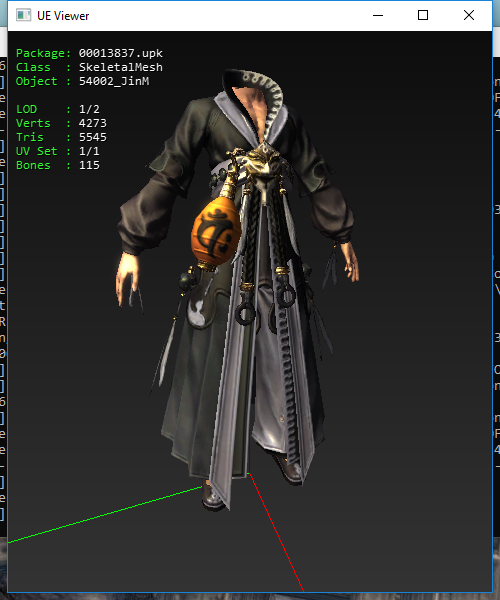 UE Viewer
Package: 00013837.upk
Class : SkeletalMesh
Object : 54002_JinM
LOD : 1/2
Verts : 4273
Tris : 5545
UV Set : 1/1
Bones : 115